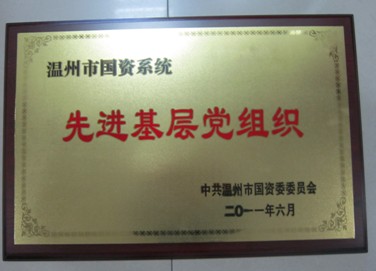 温州市国资系统
先进基层党组织
中共温州市国资委委员会
二〇一一年六月